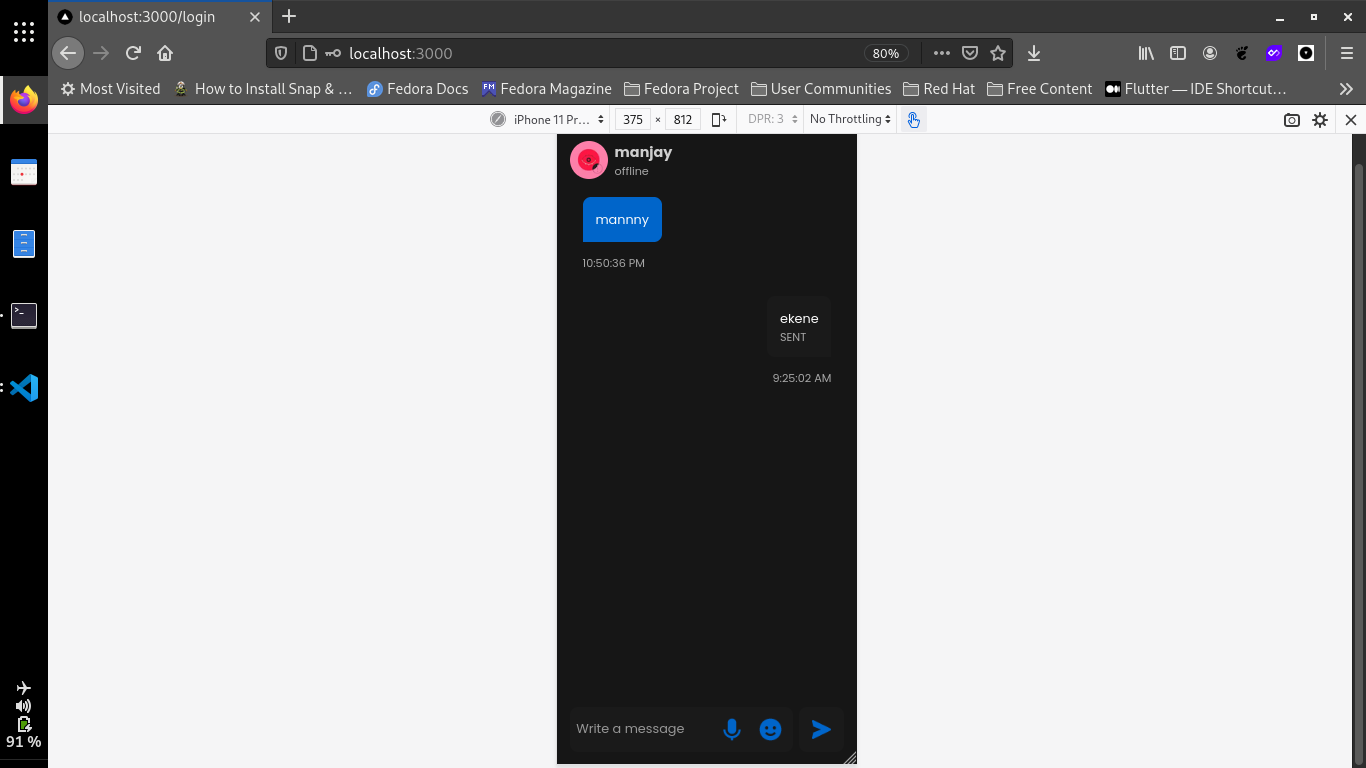 localhost:3000/login
localhost:3000
80%
Most Visited
How to Install Snap & …
Fedora Docs
FM
Fedora Magazine
Fedora Project
User Communities
Red Hat
Free Content
Flutter — IDE Shortcut…
iPhone 11 Pr…
375 × 812
DPR: 3
No Throttling
manjay
offline
mannny
10:50:36 PM
ekene
SENT
9:25:02 AM
Write a message
91 %